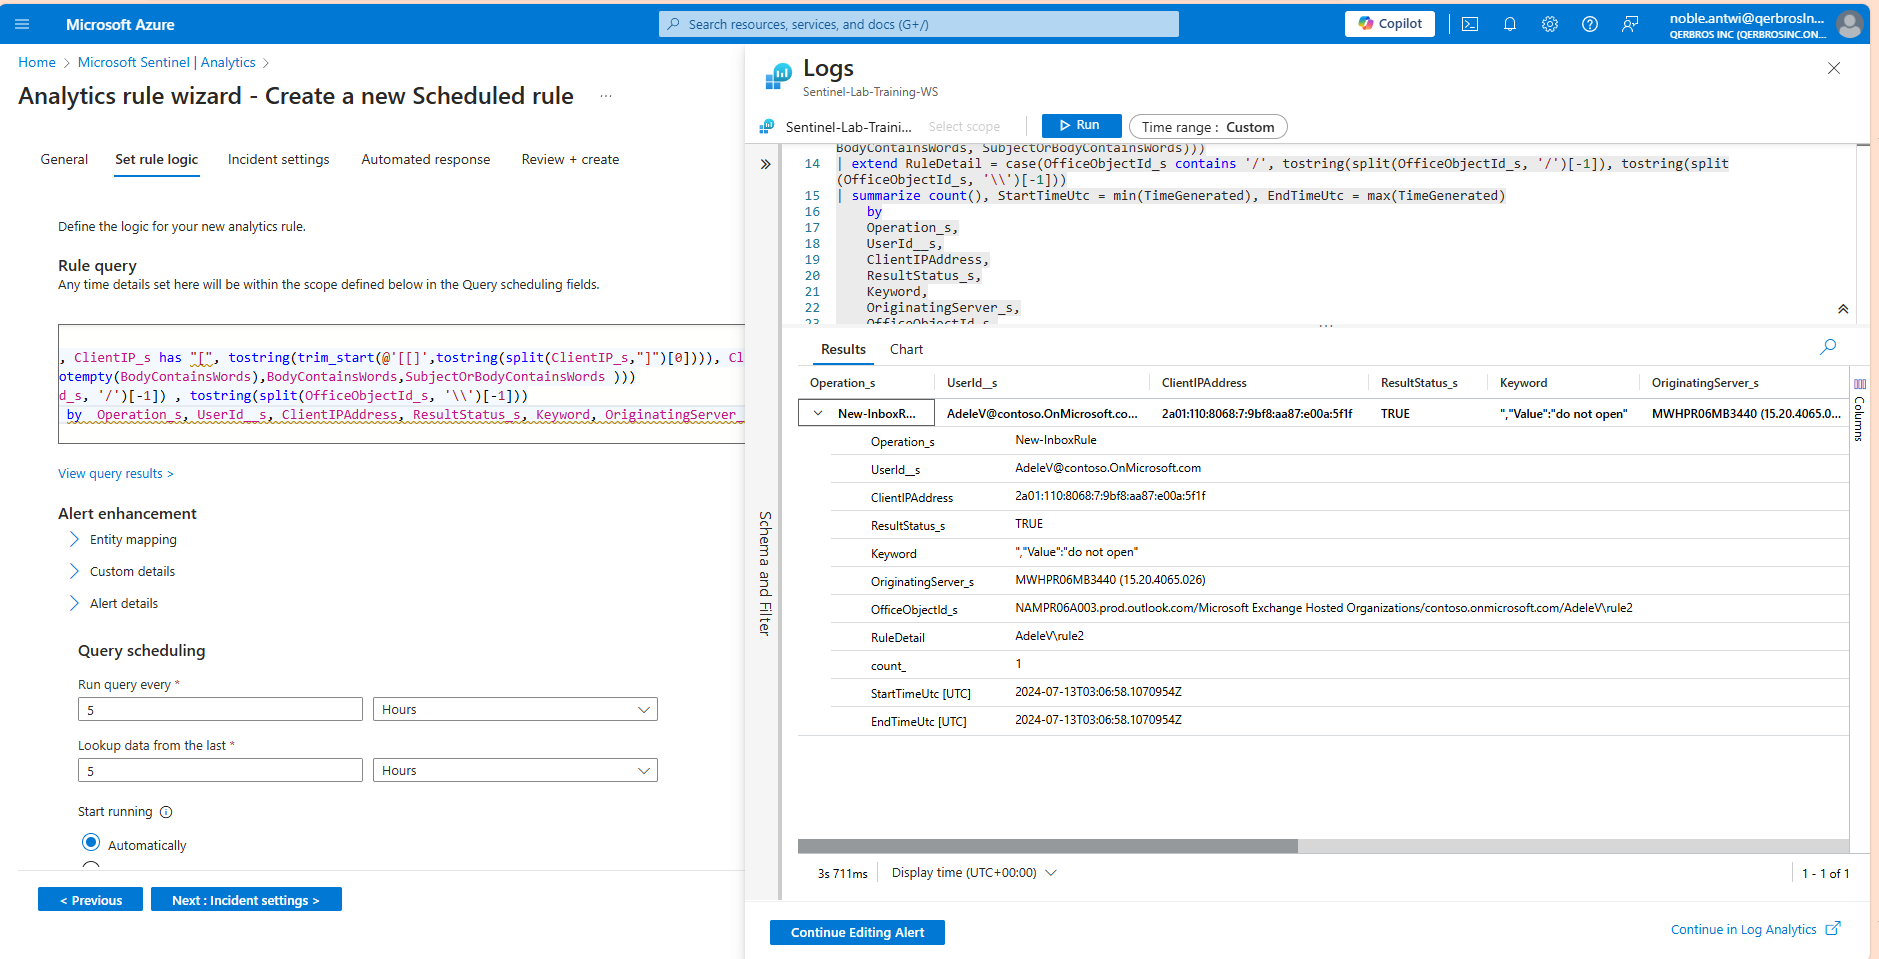 Microsoft Azure
Search resources, services, and docs (G+/)
Copilot
noble.antwi@qerbrosIn...
QERBROS INC (QERBROSINC.ON...
Home > Microsoft Sentinel | Analytics >
Analytics rule wizard - Create a new Scheduled rule ...
General
Set rule logic
Incident settings
Automated response
Review + create
Define the logic for your new analytics rule.
Rule query
Any time details set here will be within the scope defined below in the Query scheduling fields.
, ClientIP_s has "[", tostring(trim_start(@'[[]',tostring(split(ClientIP_s,"]")[0]))), Cl
otempty(BodyContainsWords),BodyContainsWords,SubjectOrBodyContainsWords )))
d_s, '/')[-1]) , tostring(split(OfficeObjectId_s, '\\')[-1]))
by Operation_s, UserId__s, ClientIPAddress, ResultStatus_s, Keyword, OriginatingServer_
View query results >
Alert enhancement
Entity mapping
Custom details
Alert details
Query scheduling
Run query every *
5
Hours
Lookup data from the last *
5
Hours
Start running
Automatically
< Previous
Next : Incident settings >
Logs
Sentinel-Lab-Training-WS
Sentinel-Lab-Traini...
Select scope
Run
Time range : Custom
Schema and Filter
BodyContainsWords, SubjectOrBodyContainsWords)))
14 | extend RuleDetail = case(OfficeObjectId_s contains '/', tostring(split(OfficeObjectId_s, '/')[-1]), tostring(split
(OfficeObjectId_s, '\\')[-1]))
15 | summarize count(), StartTimeUtc = min(TimeGenerated), EndTimeUtc = max(TimeGenerated)
16 by
17 Operation_s,
18 UserId__s,
19 ClientIPAddress,
20 ResultStatus_s,
21 Keyword,
22 OriginatingServer_s,
23 OfficeObjectId_s,
Results
Chart
Operation_s UserId__s ClientIPAddress ResultStatus_s Keyword OriginatingServer_s
New-InboxR... AdeleV@contoso.OnMicrosoft.co... 2a01:110:8068:7:9bf8:aa87:e00a:5f1f TRUE ","Value":"do not open" MWHPR06MB3440 (15.20.4065.0...
Operation_s New-InboxRule
UserId__s AdeleV@contoso.OnMicrosoft.com
ClientIPAddress 2a01:110:8068:7:9bf8:aa87:e00a:5f1f
ResultStatus_s TRUE
Keyword ","Value":"do not open"
OriginatingServer_s MWHPR06MB3440 (15.20.4065.026)
OfficeObjectId_s NAMPR06A003.prod.outlook.com/Microsoft Exchange Hosted Organizations/contoso.onmicrosoft.com/AdeleV\rule2
RuleDetail AdeleV\rule2
count_ 1
StartTimeUtc [UTC] 2024-07-13T03:06:58.1070954Z
EndTimeUtc [UTC] 2024-07-13T03:06:58.1070954Z
Columns
3s 711ms
Display time (UTC+00:00)
1 - 1 of 1
Continue Editing Alert
Continue in Log Analytics